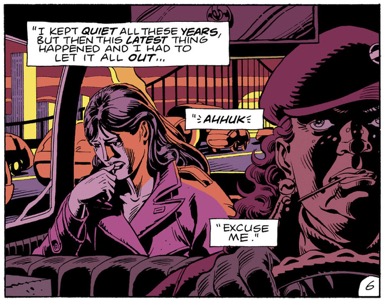 "I KEPT QUIET ALL THESE YEARS,
BUT THEN THIS LATEST THING
HAPPENED AND I HAD TO
LET IT ALL OUT...
"AHHUK
"EXCUSE
ME."
6